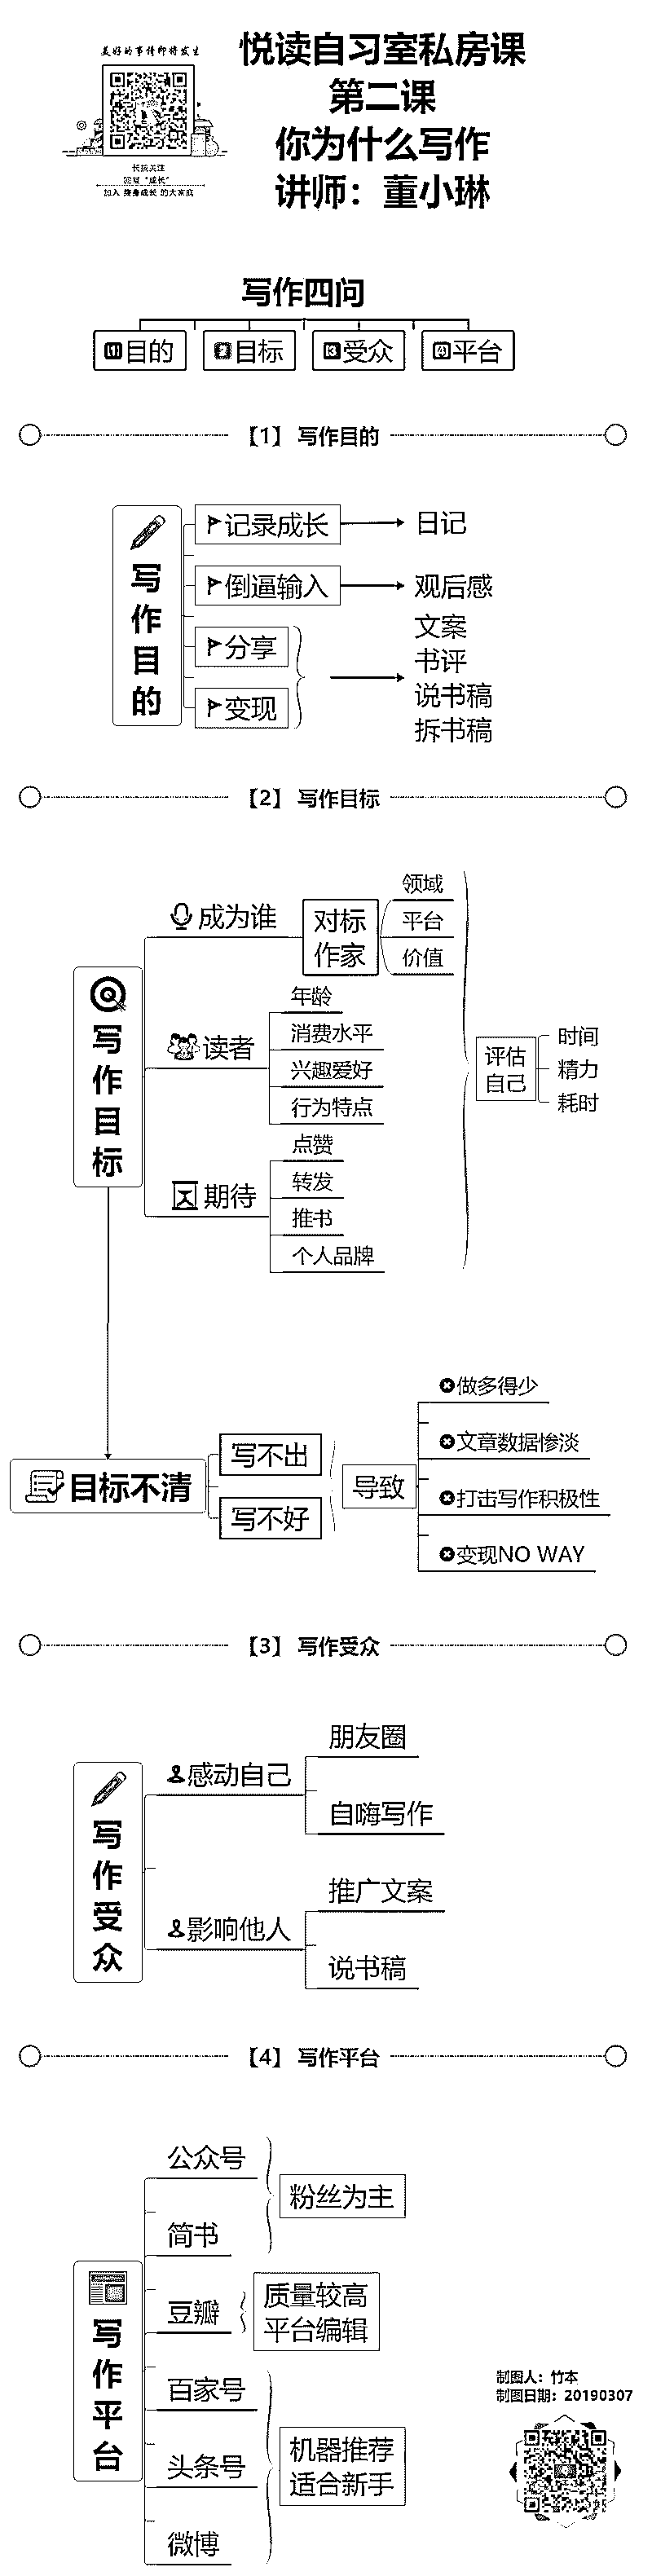 美好的事情即将发生
长按关注
回复“成长”
加入 终身成长 的大家庭
悦读自习室私房课
第二课
你为什么写作
讲师：董小琳
写作四问
1 目的
2 目标
3 受众
4 平台
【1】 写作目的
写作目的
记录成长
日记
倒逼输入
观后感
分享
变现
文案
书评
说书稿
拆书稿
【2】 写作目标
写作目标
成为谁
对标
作家
领域
平台
价值
读者
年龄
消费水平
兴趣爱好
行为特点
期待
点赞
转发
推书
个人品牌
评估
自己
时间
精力
耗时
目标不清
写不出
写不好
导致
做多得少
文章数据惨淡
打击写作积极性
变现NO WAY
【3】 写作受众
写作受众
感动自己
朋友圈
自嗨写作
影响他人
推广文案
说书稿
【4】 写作平台
写作平台
公众号
简书
粉丝为主
豆瓣
质量较高
平台编辑
百家号
头条号
微博
机器推荐
适合新手
制图人：竹本
制图日期：20190307